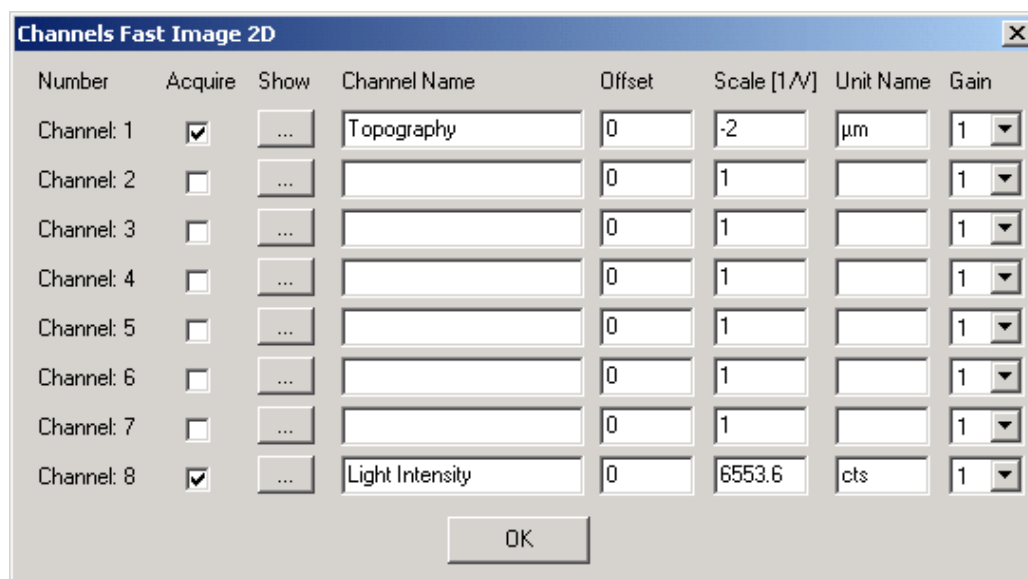 Channels Fast Image 2D
Number Acquire Show Channel Name Offset Scale [1/V] Unit Name Gain
Channel: 1 ... Topography 0 -2 µm 1
Channel: 2 ... 0 1 1
Channel: 3 ... 0 1 1
Channel: 4 ... 0 1 1
Channel: 5 ... 0 1 1
Channel: 6 ... 0 1 1
Channel: 7 ... 0 1 1
Channel: 8 ... Light Intensity 0 6553.6 cts 1
OK